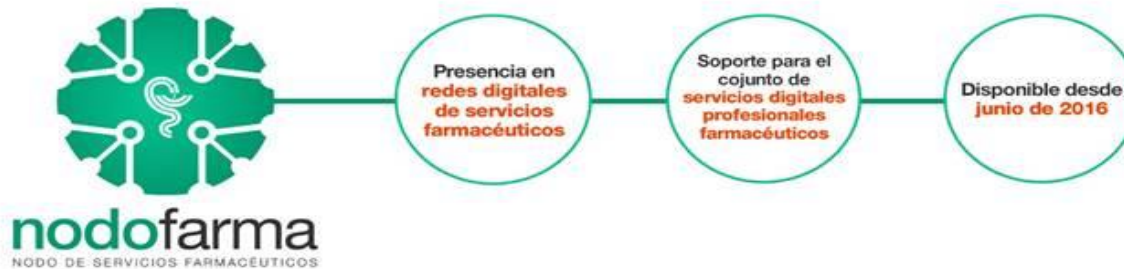 Presencia en
redes digitales
de servicios
farmacéuticos
Soporte para el
cojunto de
servicios digitales
profesionales
farmacéuticos
Disponible desde
junio de 2016
nodofarma
NODO DE SERVICIOS FARMACÉUTICOS